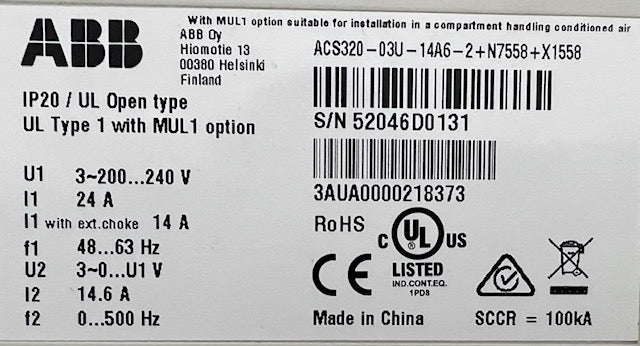 ABB
With MUL1 option suitable for installation in a compartment handling conditioned air
ABB Oy
Hiomotie 13
00380 Helsinki
Finland
ACS320-03U-14A6-2+N7558+X1558
IP20 / UL Open type
UL Type 1 with MUL1 option
S/N 52046D0131
U1 3~200...240 V
I1 24 A
I1 with ext.choke 14 A
f1 48...63 Hz
U2 3~0...U1 V
I2 14.6 A
f2 0...500 Hz
3AUA0000218373
RoHS
C UL US
LISTED
IND.CONT.EQ.
1PD8
CE
Made in China
SCCR = 100kA